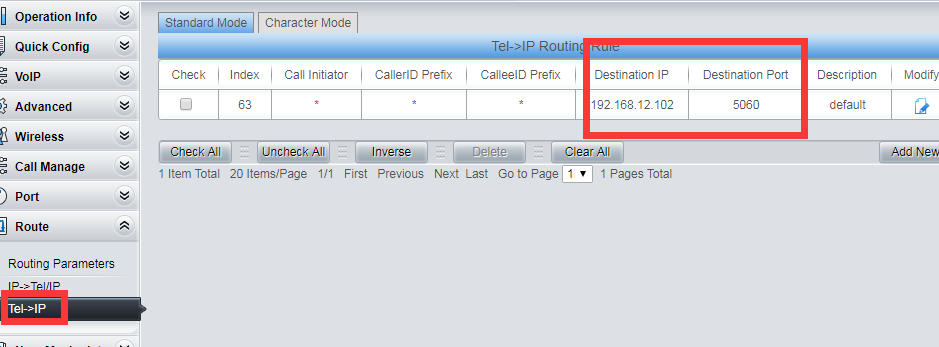 Operation Info
Quick Config
VoIP
Advanced
Wireless
Call Manage
Port
Route
Routing Parameters
IP->Tel/IP
Tel->IP
Standard Mode Character Mode
Tel->IP Routing Rule
Check Index Call Initiator CallerID Prefix CalleeID Prefix Destination IP Destination Port Description Modify
63 * * * 192.168.12.102 5060 default
Check All Uncheck All Inverse Delete Clear All Add New
1 Item Total 20 Items/Page 1/1 First Previous Next Last Go to Page 1 1 Pages Total